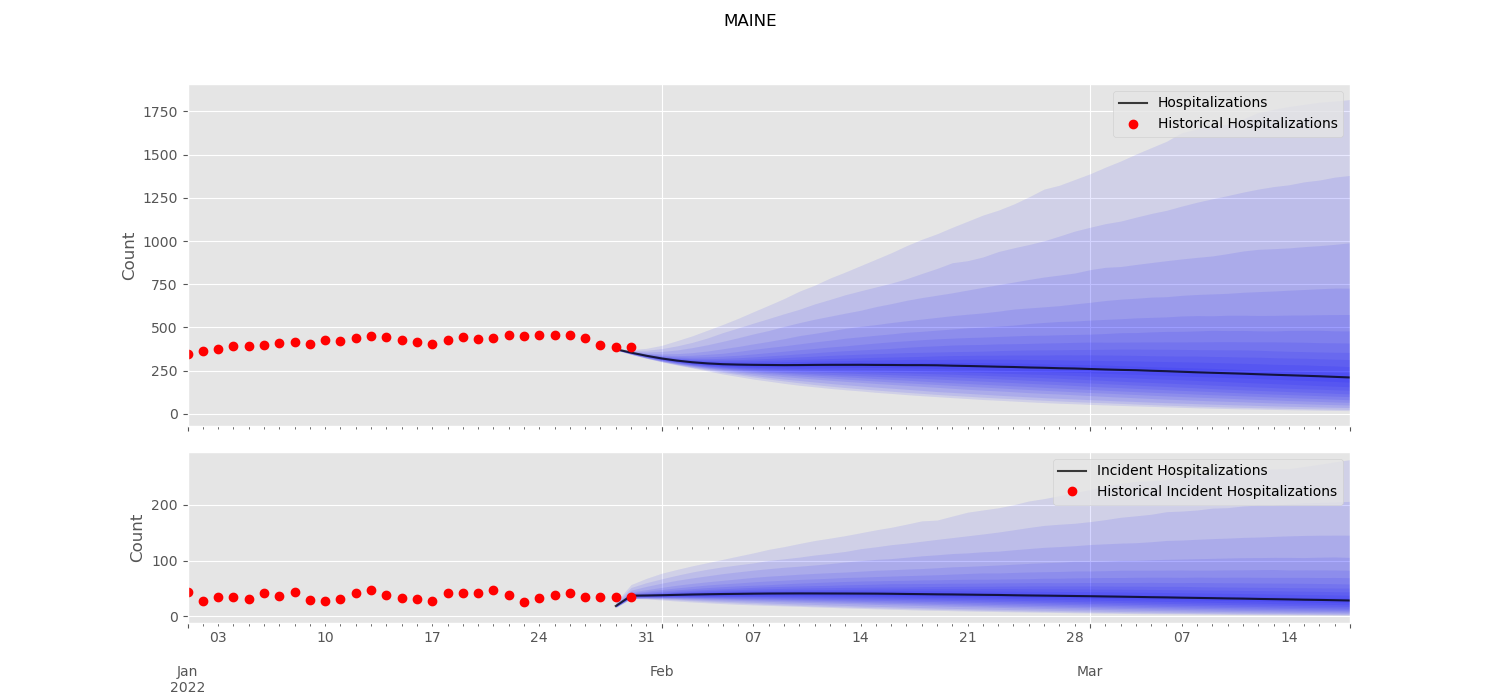 MAINE
Count
1750
1500
1250
1000
750
500
250
0
Hospitalizations
Historical Hospitalizations
Count
200
100
0
Incident Hospitalizations
Historical Incident Hospitalizations
03 10 17 24 31 07 14 21 28 07 14
Jan Feb Mar
2022